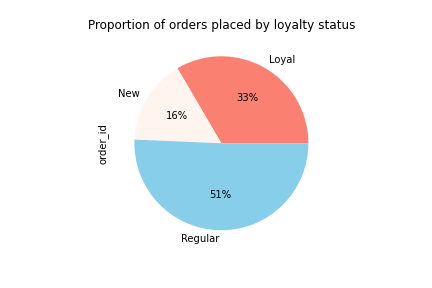 Proportion of orders placed by loyalty status
Loyal
New
33%
16%
order_id
51%
Regular